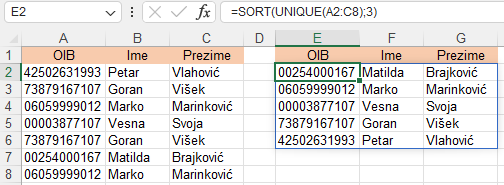 E2 fx =SORT(UNIQUE(A2:C8);3)
A B C D E F G
1 OIB Ime Prezime OIB Ime Prezime
2 42502631993 Petar Vlahović 00254000167 Matilda Brajković
3 73879167107 Goran Višek 06059999012 Marko Marinković
4 06059999012 Marko Marinković 00003877107 Vesna Svoja
5 00003877107 Vesna Svoja 73879167107 Goran Višek
6 73879167107 Goran Višek 42502631993 Petar Vlahović
7 00254000167 Matilda Brajković
8 06059999012 Marko Marinković